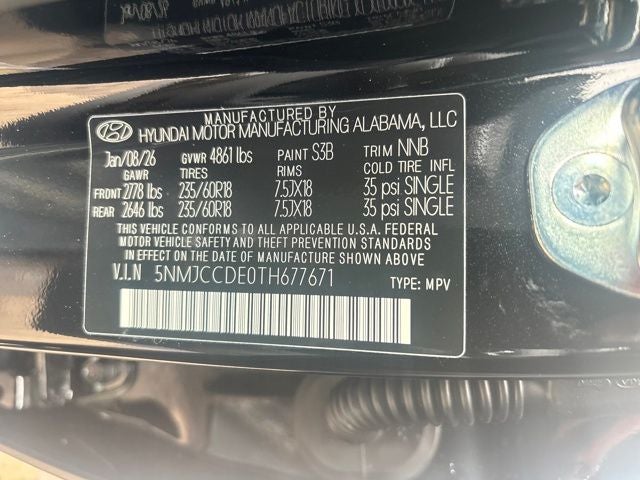 MANUFACTURED BY
HYUNDAI MOTOR MANUFACTURING ALABAMA, LLC
Jan/08/26 GVWR 4861 lbs PAINT S3B TRIM NNB
GAWR TIRES RIMS COLD TIRE INFL
FRONT 2778 lbs 235/60R18 7.5JX18 35 psi SINGLE
REAR 2646 lbs 235/60R18 7.5JX18 35 psi SINGLE
THIS VEHICLE CONFORMS TO ALL APPLICABLE U.S.A. FEDERAL
MOTOR VEHICLE SAFETY AND THEFT PREVENTION STANDARDS
IN EFFECT ON THE DATE OF MANUFACTURE SHOWN ABOVE.
V.I.N 5NMJCCDE0TH677671 TYPE: MPV